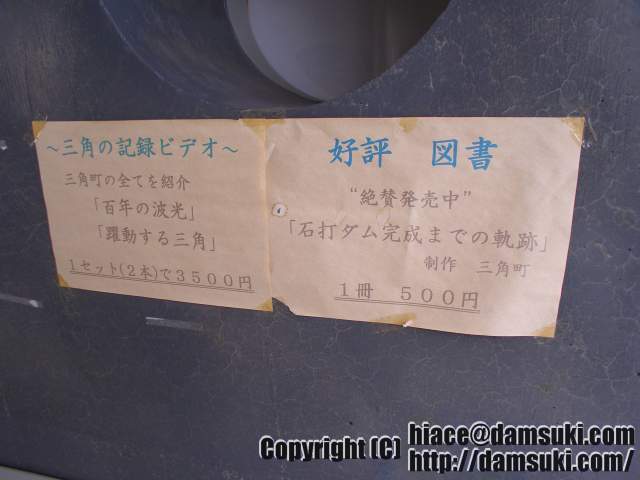 ～三角の記録ビデオ～
三角町の全てを紹介
「百年の波光」
「躍動する三角」
1セット(2本)で3500円
好評　図書
“絶賛発売中”
「石打ダム完成までの軌跡」
制作　三角町
1冊　500円
Copyright (C) hiace@damsuki.com
http://damsuki.com/